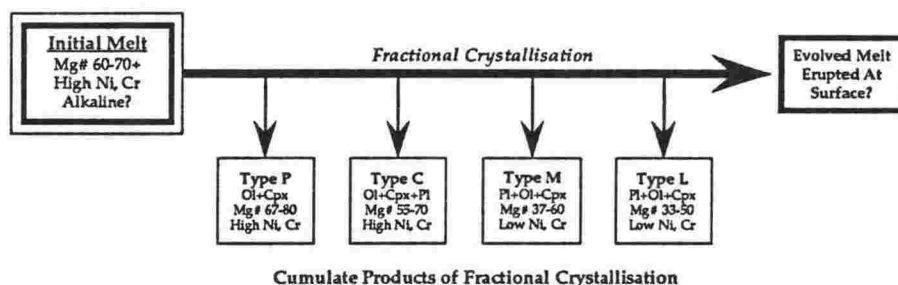 Initial Melt
Mg# 60-70+
High Ni, Cr
Alkaline?
Fractional Crystallisation
Evolved Melt
Erupted At
Surface?
Type P
Ol+Cpx
Mg# 67-80
High Ni, Cr
Type C
Ol+Cpx+Pl
Mg# 55-70
High Ni, Cr
Type M
Pl+Ol+Cpx
Mg# 37-60
Low Ni, Cr
Type L
Pl+Ol+Cpx
Mg# 33-50
Low Ni, Cr
Cumulate Products of Fractional Crystallisation